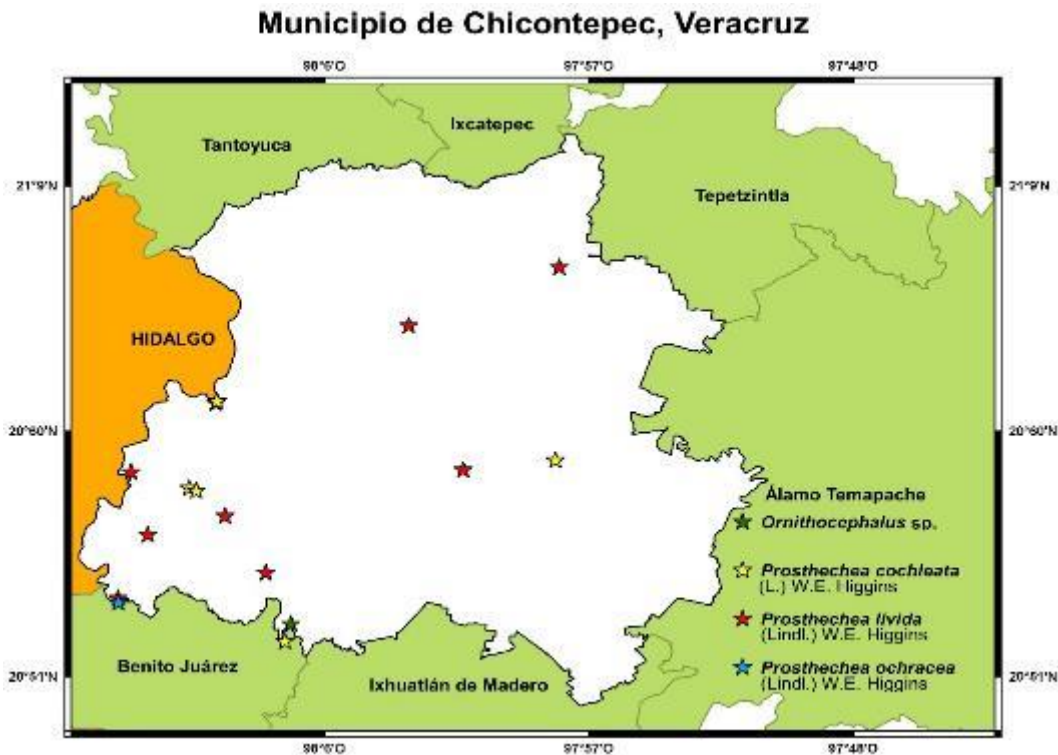 Municipio de Chicontepec, Veracruz
98°6'O 97°57'O 97°48'O
Ixcatepec
Tantoyuca
21°9'N 21°9'N
Tepetzintla
HIDALGO
20°60'N 20°60'N
Álamo Temapache
Ornithocephalus sp.
Prosthechea cochleata
(L.) W.E. Higgins
Prosthechea livida
(Lindl.) W.E. Higgins
Benito Juárez
Ixhuatlán de Madero
Prosthechea ochracea
(Lindl.) W.E. Higgins
20°51'N 20°51'N
98°6'O 97°57'O 97°48'O